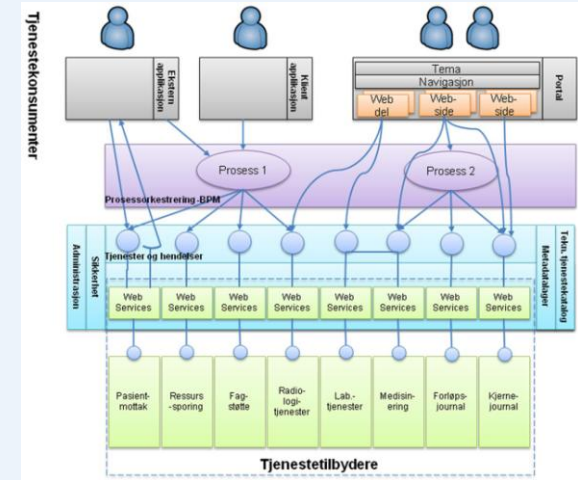 Tjenestekonsumenter
Ekstern
applikasjon
Klient
applikasjon
Tema
Navigasjon
Web
del
Web-
side
Web-
side
Portal
Prosess 1
Prosess 2
Prosessorkestrering -BPM
Administrasjon
Sikkerhet
Tjenester og hendelser
Metadatalager
Tekn. tjenestekatalog
Web
Services
Web
Services
Web
Services
Web
Services
Web
Services
Web
Services
Web
Services
Web
Services
Pasient-
mottak
Ressurs
-sporing
Fag-
støtte
Radio-
logi-
tjenester
Lab.-
tjenester
Medisin-
ering
Forløps-
journal
Kjerne-
journal
Tjenestetilbydere